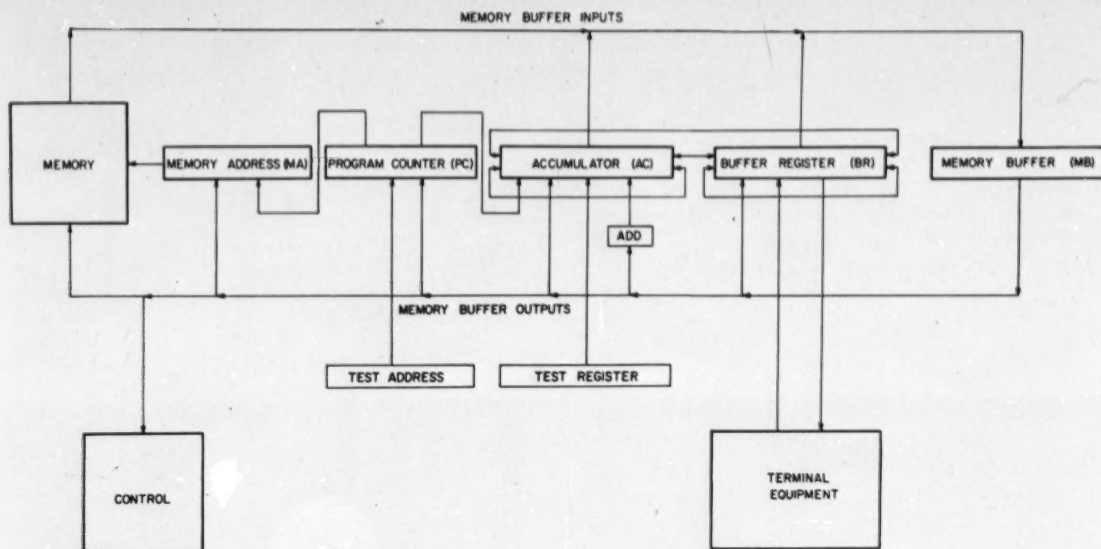 MEMORY BUFFER INPUTS
MEMORY
MEMORY ADDRESS (MA)
PROGRAM COUNTER (PC)
ACCUMULATOR (AC)
BUFFER REGISTER (BR)
MEMORY BUFFER (MB)
ADD
MEMORY BUFFER OUTPUTS
TEST ADDRESS
TEST REGISTER
CONTROL
TERMINAL
EQUIPMENT